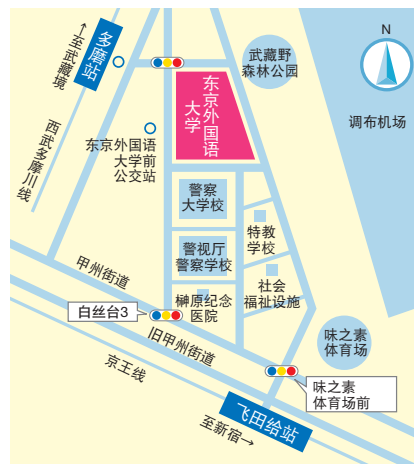 ←至武藏境
多磨站
西武多摩川线
东京外国语
大学前
公交站
东京外国语
大学
武藏野
森林公园
N
调布机场
警察
大学校
警视厅
警察学校
特教
学校
社会
福祉设施
榊原纪念
医院
甲州街道
白丝台3
旧甲州街道
京王线
味之素
体育场
味之素
体育场前
飞田给站
至新宿→